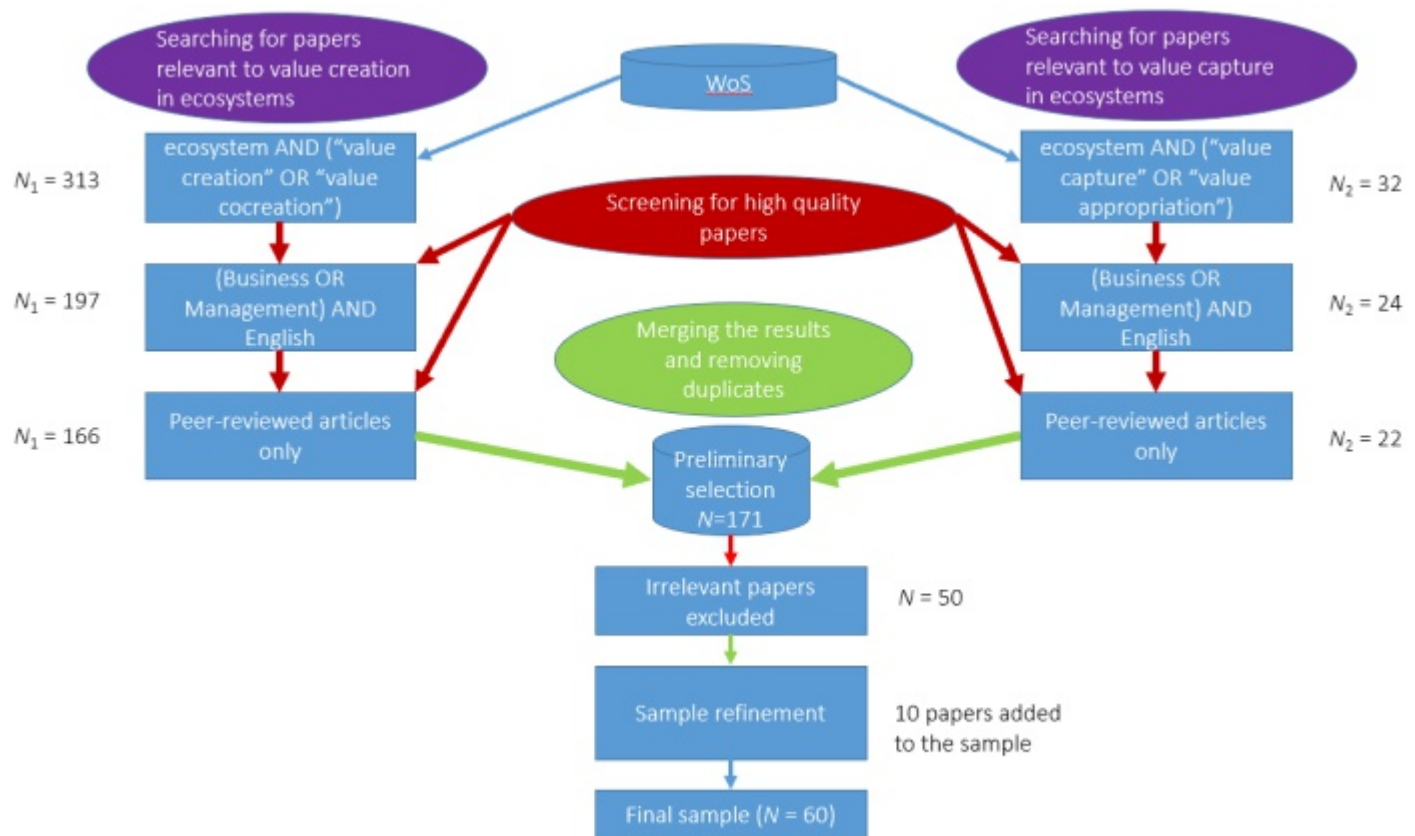 Searching for papers
relevant to value creation
in ecosystems
WoS
Searching for papers
relevant to value capture
in ecosystems
N1 = 313
ecosystem AND (“value
creation” OR “value
cocreation”)
ecosystem AND (“value
capture” OR “value
appropriation”)
N2 = 32
Screening for high quality
papers
N1 = 197
(Business OR
Management) AND
English
(Business OR
Management) AND
English
N2 = 24
Merging the results
and removing
duplicates
N1 = 166
Peer-reviewed articles
only
Peer-reviewed articles
only
N2 = 22
Preliminary
selection
N=171
Irrelevant papers
excluded
N = 50
Sample refinement
10 papers added
to the sample
Final sample (N = 60)